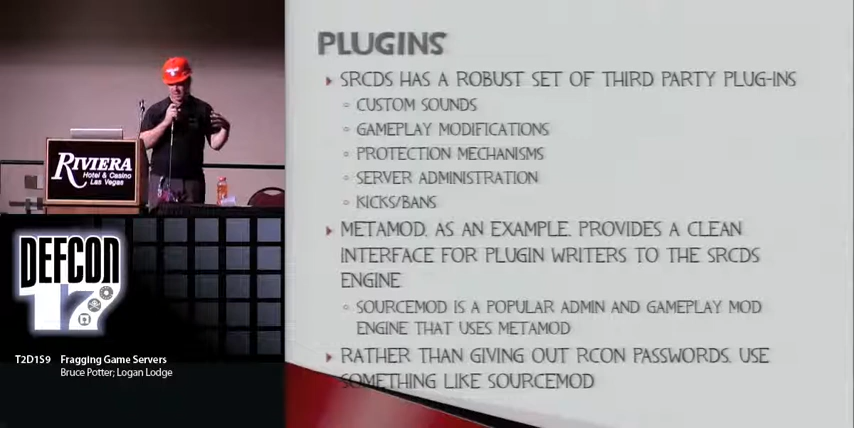 PLUGINS
SRCDS HAS A ROBUST SET OF THIRD PARTY PLUG-INS
CUSTOM SOUNDS
GAMEPLAY MODIFICATIONS
PROTECTION MECHANISMS
SERVER ADMINISTRATION
KICKS/BANS
METAMOD, AS AN EXAMPLE, PROVIDES A CLEAN
INTERFACE FOR PLUGIN WRITERS TO THE SRCDS
ENGINE
SOURCEMOD IS A POPULAR ADMIN AND GAMEPLAY MOD
ENGINE THAT USES METAMOD
RATHER THAN GIVING OUT RCON PASSWORDS, USE
SOMETHING LIKE SOURCEMOD
RIVIERA
Hotel & Casino
Las Vegas
DEFCON
17
T2D1S9 Fragging Game Servers
Bruce Potter; Logan Lodge